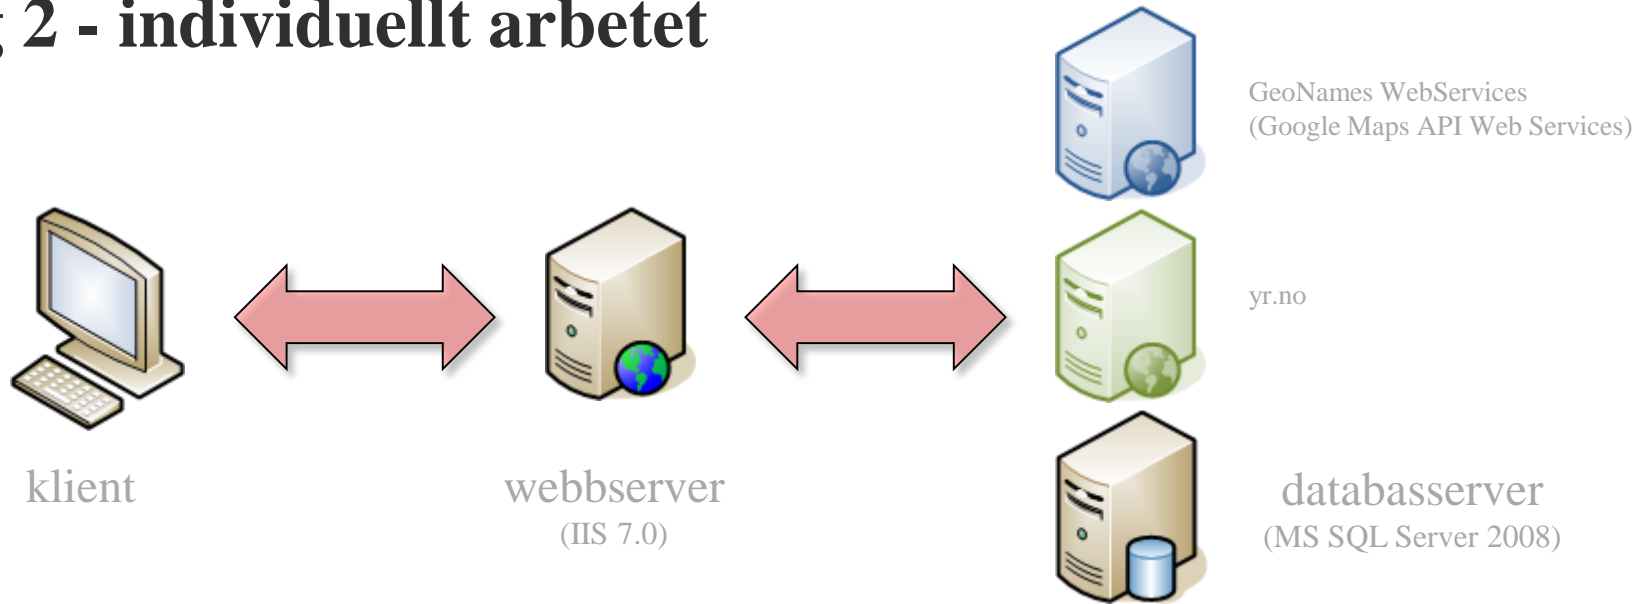 2 - individuellt arbetet
GeoNames WebServices
(Google Maps API Web Services)
yr.no
klient
webbserver
(IIS 7.0)
databasserver
(MS SQL Server 2008)